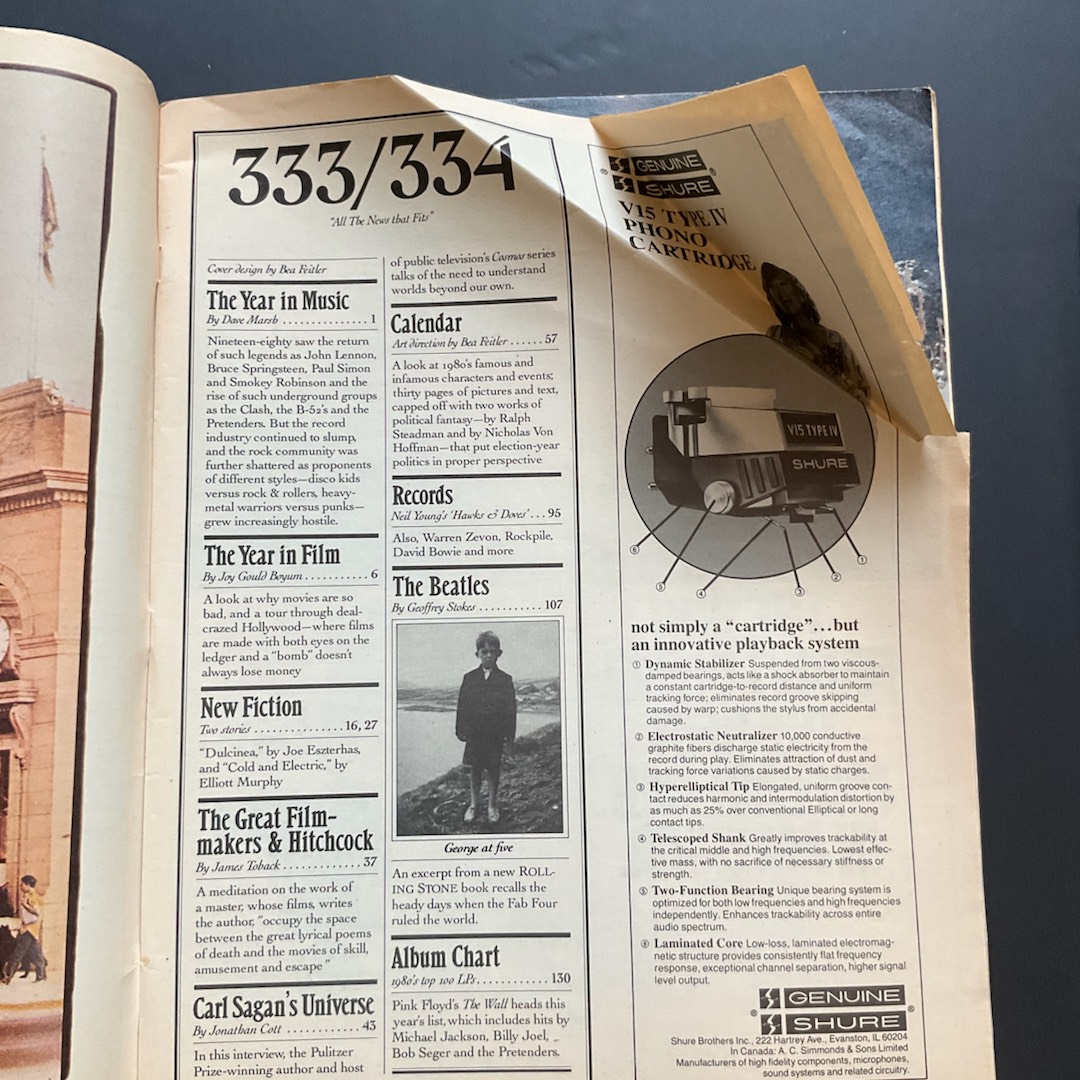 333/334
"All The News that Fits"
Cover design by Bea Feitler
The Year in Music
By Dave Marsh ............... 1
Nineteen-eighty saw the return
of such legends as John Lennon,
Bruce Springsteen, Paul Simon
and Smokey Robinson and the
rise of such underground groups
as the Clash, the B-52's and the
Pretenders. But the record
industry continued to slump,
and the rock community was
further shattered as proponents
of different styles—disco kids
versus rock & rollers, heavy-
metal warriors versus punks—
grew increasingly hostile.
The Year in Film
By Joy Gould Boyum ........... 6
A look at why movies are so
bad, and a tour through deal-
crazed Hollywood—where films
are made with both eyes on the
ledger and a "bomb" doesn't
always lose money
New Fiction
Two stories .............. 16, 27
"Dulcinea," by Joe Eszterhas,
and "Cold and Electric," by
Elliott Murphy
The Great Film-
makers & Hitchcock
By James Toback ............ 37
A meditation on the work of
a master, whose films, writes
the author, "occupy the space
between the great lyrical poems
of death and the movies of skill,
amusement and escape"
Carl Sagan's Universe
By Jonathan Cott ........... 43
In this interview, the Pulitzer
Prize-winning author and host
of public television's Cosmos series
talks of the need to understand
worlds beyond our own.
Calendar
Art direction by Bea Feitler ...... 57
A look at 1980's famous and
infamous characters and events;
thirty pages of pictures and text,
capped off with two works of
political fantasy—by Ralph
Steadman and by Nicholas Von
Hoffman—that put election-year
politics in proper perspective
Records
Neil Young's 'Hawks & Doves' ... 95
Also, Warren Zevon, Rockpile,
David Bowie and more
The Beatles
By Geoffrey Stokes .......... 107
George at five
An excerpt from a new ROLL-
ING STONE book recalls the
heady days when the Fab Four
ruled the world.
Album Chart
1980's top 100 LPs............ 130
Pink Floyd's The Wall heads this
year's list, which includes hits by
Michael Jackson, Billy Joel,
Bob Seger and the Pretenders.
GENUINE
SHURE
V15 TYPE IV
PHONO
CARTRIDGE
V15 TYPE IV
SHURE
⑥ ⑤ ④ ③ ② ①
not simply a "cartridge"...but
an innovative playback system
① Dynamic Stabilizer Suspended from two viscous-
damped bearings, acts like a shock absorber to maintain
a constant cartridge-to-record distance and uniform
tracking force; eliminates record groove skipping
caused by warp; cushions the stylus from accidental
damage.
② Electrostatic Neutralizer 10,000 conductive
graphite fibers discharge static electricity from the
record during play. Eliminates attraction of dust and
tracking force variations caused by static charges.
③ Hyperelliptical Tip Elongated, uniform groove con-
tact reduces harmonic and intermodulation distortion by
as much as 25% over conventional Elliptical or long
contact tips.
④ Telescoped Shank Greatly improves trackability at
the critical middle and high frequencies. Lowest effec-
tive mass, with no sacrifice of necessary stiffness or
strength.
⑤ Two-Function Bearing Unique bearing system is
optimized for both low frequencies and high frequencies
independently. Enhances trackability across entire
audio spectrum.
⑥ Laminated Core Low-loss, laminated electromag-
netic structure provides consistently flat frequency
response, exceptional channel separation, higher signal
level output.
GENUINE
® SHURE ®
Shure Brothers Inc., 222 Hartrey Ave., Evanston, IL 60204
In Canada: A. C. Simmonds & Sons Limited
Manufacturers of high fidelity components, microphones,
sound systems and related circuitry.